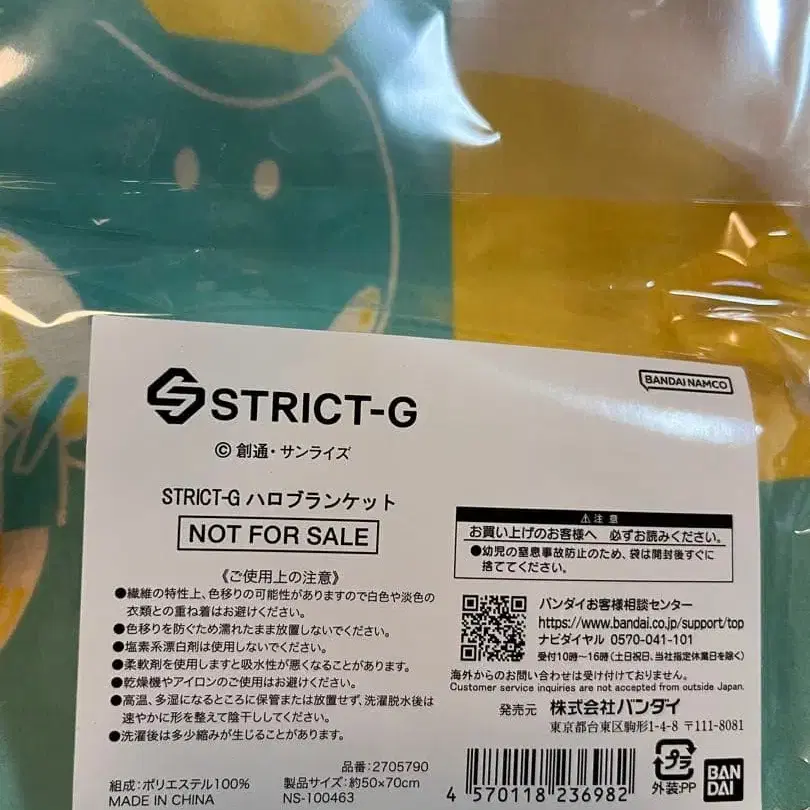 STRICT-G
BANDAI NAMCO
© 創通・サンライズ
STRICT-G ハロブランケット
NOT FOR SALE
《ご使用上の注意》
●繊維の特性上、色移りの可能性がありますので白色や淡色の
衣類との重ね着はお避けください。
●色移りを防ぐため濡れたまま放置しないでください。
●塩素系漂白剤は使用しないでください。
●柔軟剤を使用しますと吸水性が悪くなることがあります。
●乾燥機やアイロンのご使用はお避けください。
●高温、多湿になるところに保管または放置せず、洗濯脱水後は
速やかに形を整えて陰干ししてください。
●洗濯後は多少縮みが生じることがあります。
品番:2705790
組成:ポリエステル100%
製品サイズ:約50×70cm
MADE IN CHINA
NS-100463
⚠注意
お買い上げのお客様へ 必ずお読みください。
●幼児の窒息事故防止のため、袋は開封後すぐに
捨ててください。
バンダイお客様相談センター
https://www.bandai.co.jp/support/top
ナビダイヤル 0570-041-101
受付10時～16時(土日祝日、当社指定休業日を除く)
海外からのお問い合わせは受け付けておりません。
Customer service inquiries are not accepted from outside Japan.
発売元 株式会社バンダイ
東京都台東区駒形1-4-8 〒111-8081
4 570118 236982
プラ
外装:PP
BAN
DAI